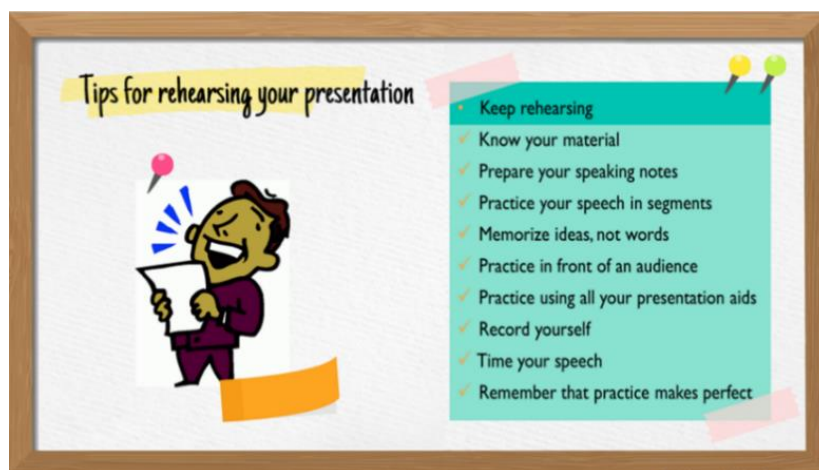 Tips for rehearsing your presentation
Keep rehearsing
Know your material
Prepare your speaking notes
Practice your speech in segments
Memorize ideas, not words
Practice in front of an audience
Practice using all your presentation aids
Record yourself
Time your speech
Remember that practice makes perfect